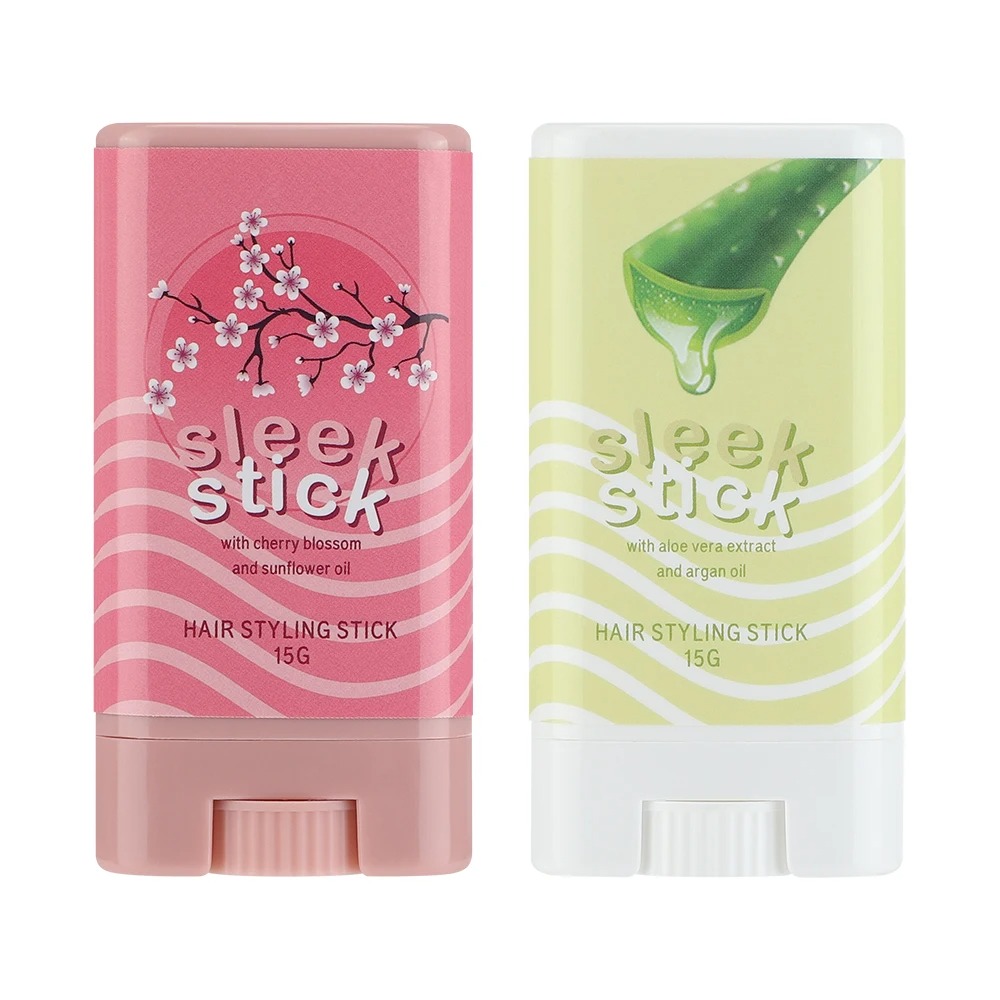 sleek
stick
with cherry blossom
and sunflower oil
HAIR STYLING STICK
15G
sleek
stick
with aloe vera extract
and argan oil
HAIR STYLING STICK
15G